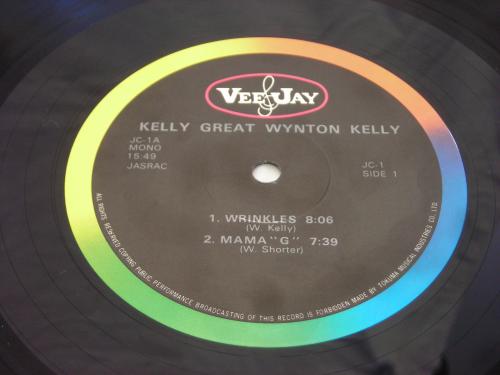 VEE JAY
KELLY GREAT WYNTON KELLY
JC-1A
MONO
15:49
JASRAC
JC-1
SIDE 1
1. WRINKLES 8:06
(W. Kelly)
2. MAMA "G" 7:39
(W. Shorter)
ALL RIGHTS RESERVED COPYING PUBLIC PERFORMANCE BROADCASTING OF THIS RECORD IS FORBIDDEN MADE BY TOKUMA MUSICAL INDUSTRIES CO. LTD